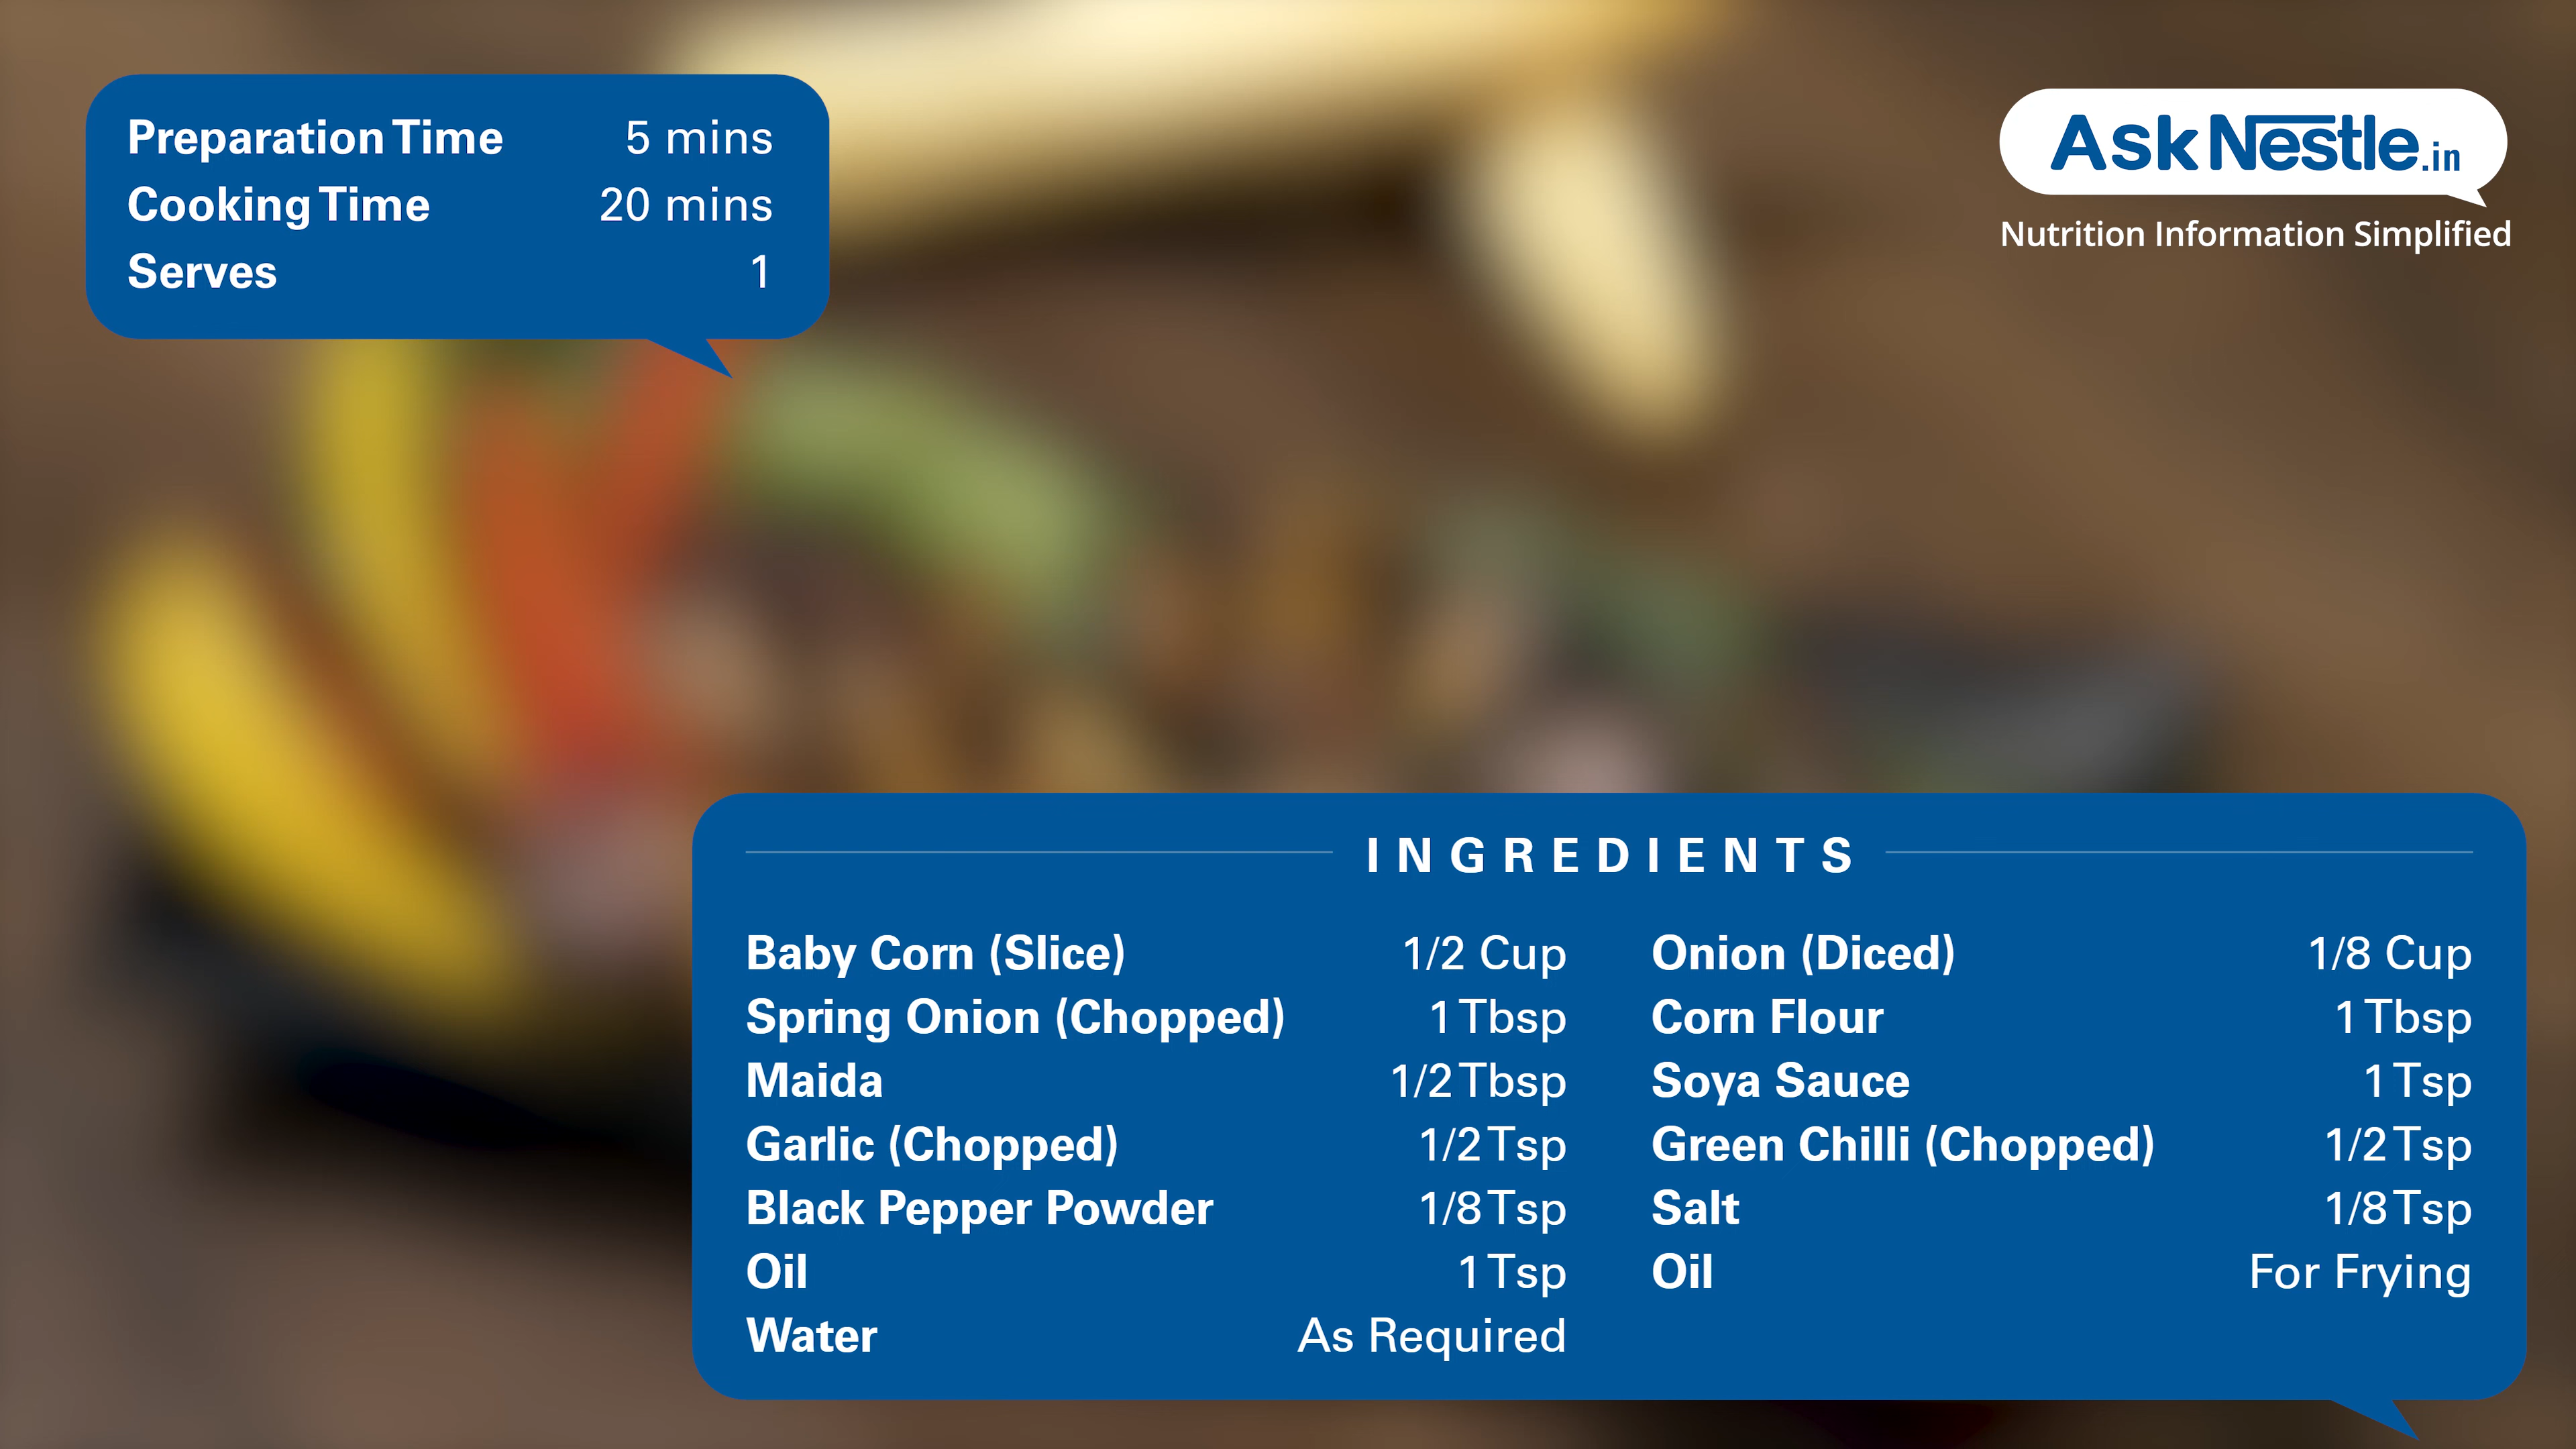 Preparation Time 5 mins
Cooking Time 20 mins
Serves 1
AskNestle.in
Nutrition Information Simplified
INGREDIENTS
Baby Corn (Slice) 1/2 Cup
Spring Onion (Chopped) 1 Tbsp
Maida 1/2 Tbsp
Garlic (Chopped) 1/2 Tsp
Black Pepper Powder 1/8 Tsp
Oil 1 Tsp
Water As Required
Onion (Diced) 1/8 Cup
Corn Flour 1 Tbsp
Soya Sauce 1 Tsp
Green Chilli (Chopped) 1/2 Tsp
Salt 1/8 Tsp
Oil For Frying